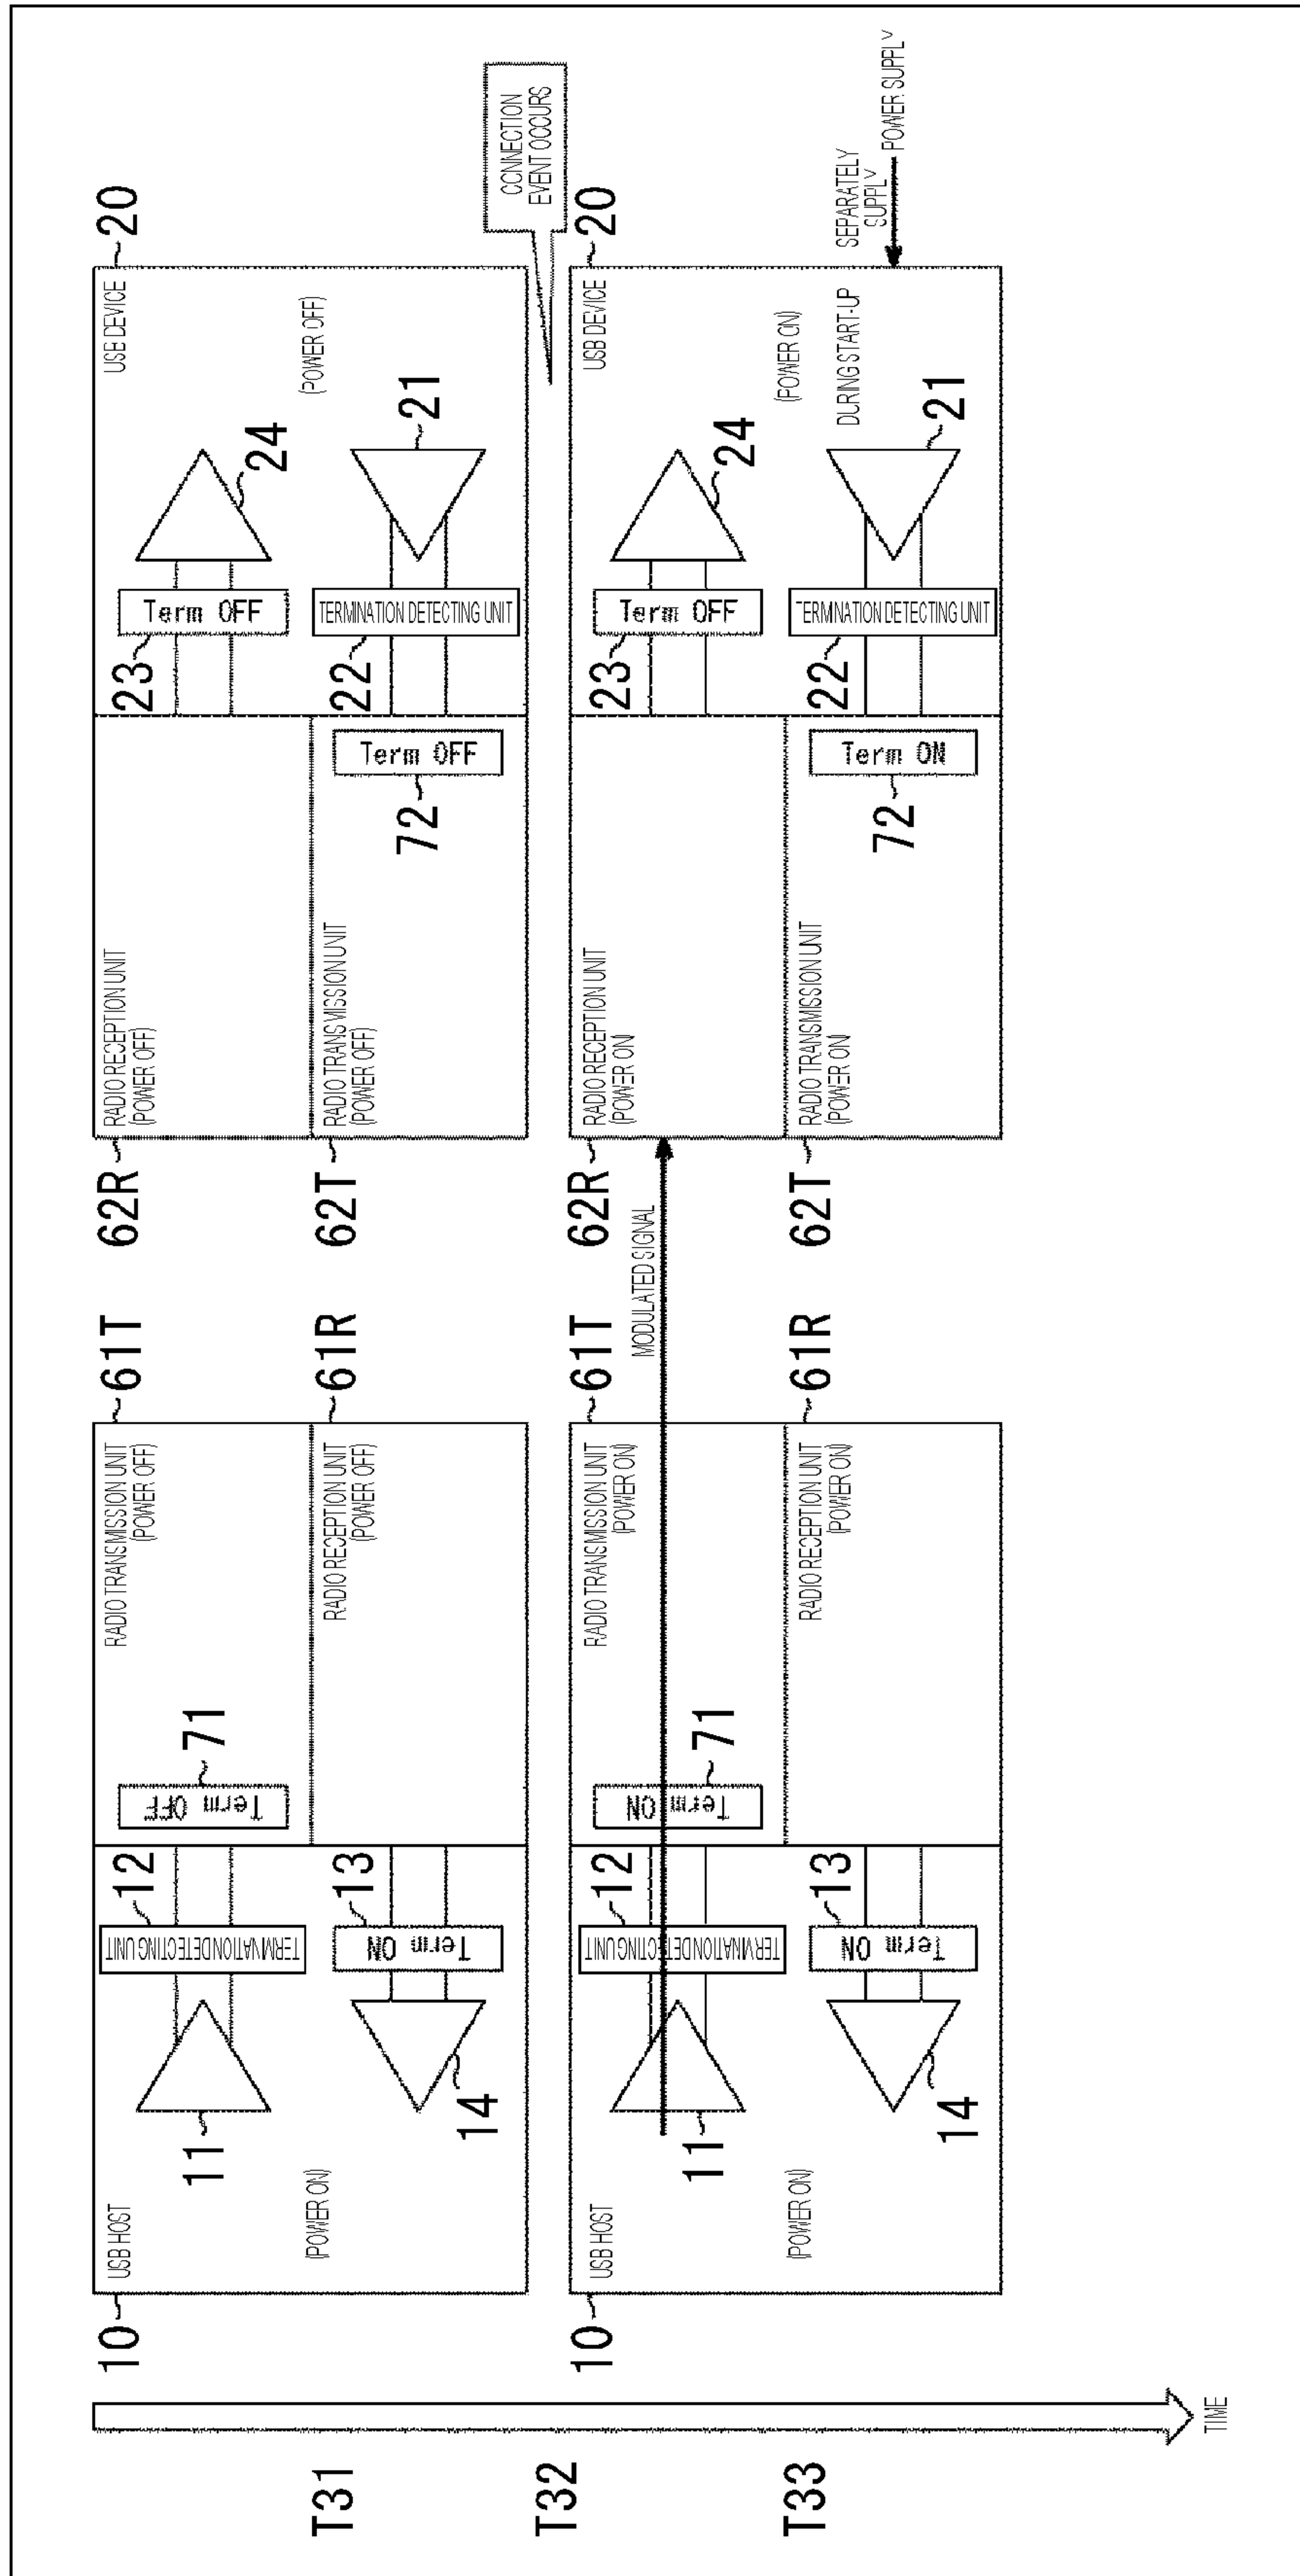 T31
10
USB HOST
(POWER ON)
11
12
TERMINATION DETECTING UNIT
13
Term ON
14
71
Term OFF
RADIO TRANSMISSION UNIT
(POWER OFF)
61T
RADIO RECEPTION UNIT
(POWER OFF)
61R
62R
RADIO RECEPTION UNIT
(POWER OFF)
62T
RADIO TRANSMISSION UNIT
(POWER OFF)
72
Term OFF
23
Term OFF
24
22
TERMINATION DETECTING UNIT
21
USB DEVICE
(POWER OFF)
20
T32
CONNECTION
EVENT OCCURS
T33
10
USB HOST
(POWER ON)
11
12
TERMINATION DETECTING UNIT
13
Term ON
14
71
Term ON
RADIO TRANSMISSION UNIT
(POWER ON)
61T
RADIO RECEPTION UNIT
(POWER ON)
61R
MODULATED SIGNAL
62R
RADIO RECEPTION UNIT
(POWER ON)
62T
RADIO TRANSMISSION UNIT
(POWER ON)
72
Term ON
23
Term OFF
24
22
TERMINATION DETECTING UNIT
21
USB DEVICE
(POWER ON)
DURING START-UP
20
SEPARATELY
SUPPLY
POWER SUPPLY
TIME